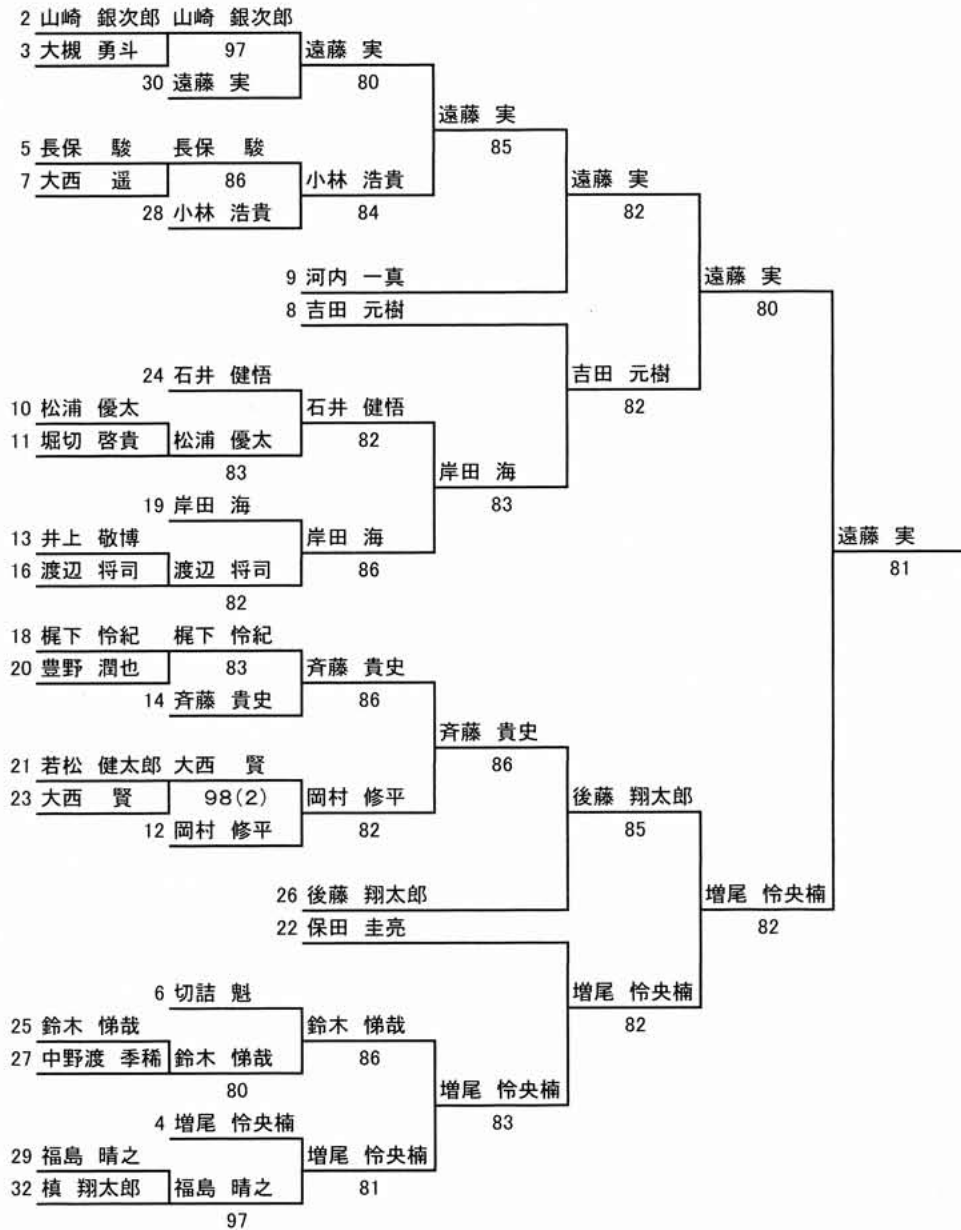 2 山崎 銀次郎 山崎 銀次郎
3 大槻 勇斗 97 遠藤 実
30 遠藤 実 80
遠藤 実
5 長保 駿 長保 駿 85
7 大西 遥 86 小林 浩貴 遠藤 実
28 小林 浩貴 84 82
9 河内 一真 遠藤 実
8 吉田 元樹 80
24 石井 健悟 吉田 元樹
10 松浦 優太 石井 健悟 82
11 堀切 啓貴 松浦 優太 82
83 岸田 海
19 岸田 海 83
13 井上 敬博 岸田 海 遠藤 実
16 渡辺 将司 渡辺 将司 86 81
82
18 梶下 怜紀 梶下 怜紀
20 豊野 潤也 83 斉藤 貴史
14 斉藤 貴史 86
斉藤 貴史
21 若松 健太郎 大西 賢 86
23 大西 賢 98(2) 岡村 修平 後藤 翔太郎
12 岡村 修平 82 85
26 後藤 翔太郎 増尾 怜央楠
22 保田 圭亮 82
6 切詰 魁 増尾 怜央楠
25 鈴木 悌哉 鈴木 悌哉 82
27 中野渡 季稀 鈴木 悌哉 86
80 増尾 怜央楠
4 増尾 怜央楠 83
29 福島 晴之 増尾 怜央楠
32 槙 翔太郎 福島 晴之 81
97